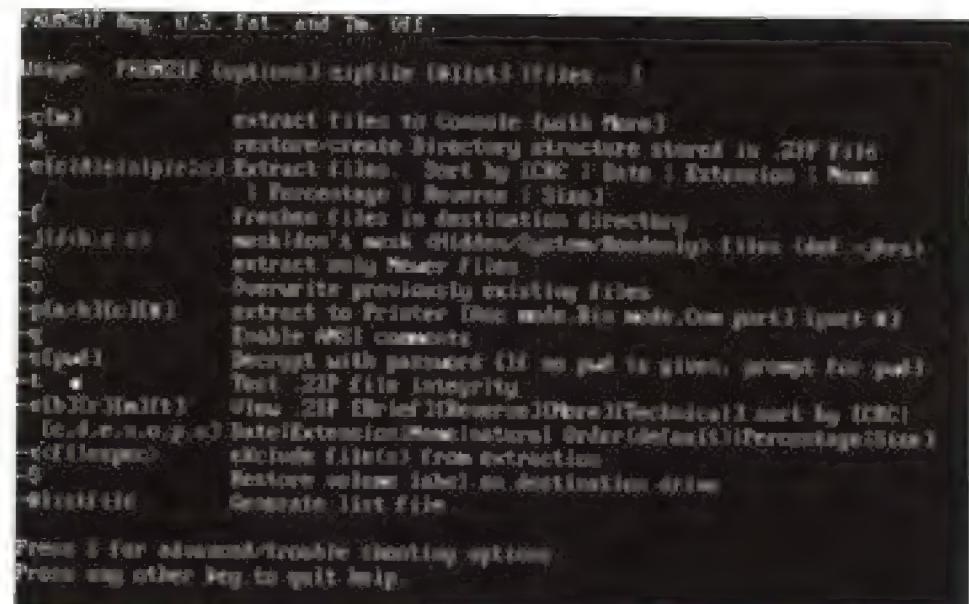 PKUNZIP Reg. U.S. Pat. and Tm. Off.
Usage: PKUNZIP [options] zipfile [@list] [files...]
-c[m] extract files to Console [with More]
-d restore/create Directory structure stored in .ZIP file
Extract files. Sort by [CRC | Date | Extension | Name
| Percentage | Reverse | Size]
-f Freshen files in destination directory
mask/don't mask <Hidden/System/Readonly> files
-n extract only Newer files
-o Overwrite previously existing files
extract to Printer [Asc mode,Bin mode,Com port] [port #]
-q Enable ANSI comments
-s[pwd] Decrypt with password [If no pwd is given, prompt for pwd]
-t Test .ZIP file integrity
-v[b][r][m][t] View .ZIP [Brief][Reverse][More][Technical] sort by [CRC|
[c,d,e,n,o,p,s] Date|Extension|Name|natural Order(default)|Percentage|Size]
-x<filespec> eXclude file(s) from extraction
-$ Restore volume label on destination drive
Generate list file
Press 2 for advanced/trouble shooting options
Press any other key to quit help